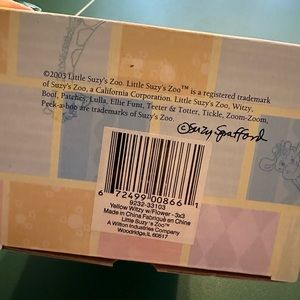 ©2003 Little Suzy's Zoo. Little Suzy's Zoo™ is a registered trademark
of Suzy's Zoo, a California Corporation. Little Suzy's Zoo, Witzy,
Boof, Patches, Lulla, Ellie Funt, Teeter & Totter, Tickle, Zoom-Zoom,
Peek-a-boo are trademarks of Suzy's Zoo.
©Suzy Spafford
6 72499 00866 1
9232-33103
Yellow Witzy w/Flower - 3x3
Made in China Fabriqué en Chine
Little Suzy's Zoo™
A Wilton Industries Company
Woodridge,IL 60517